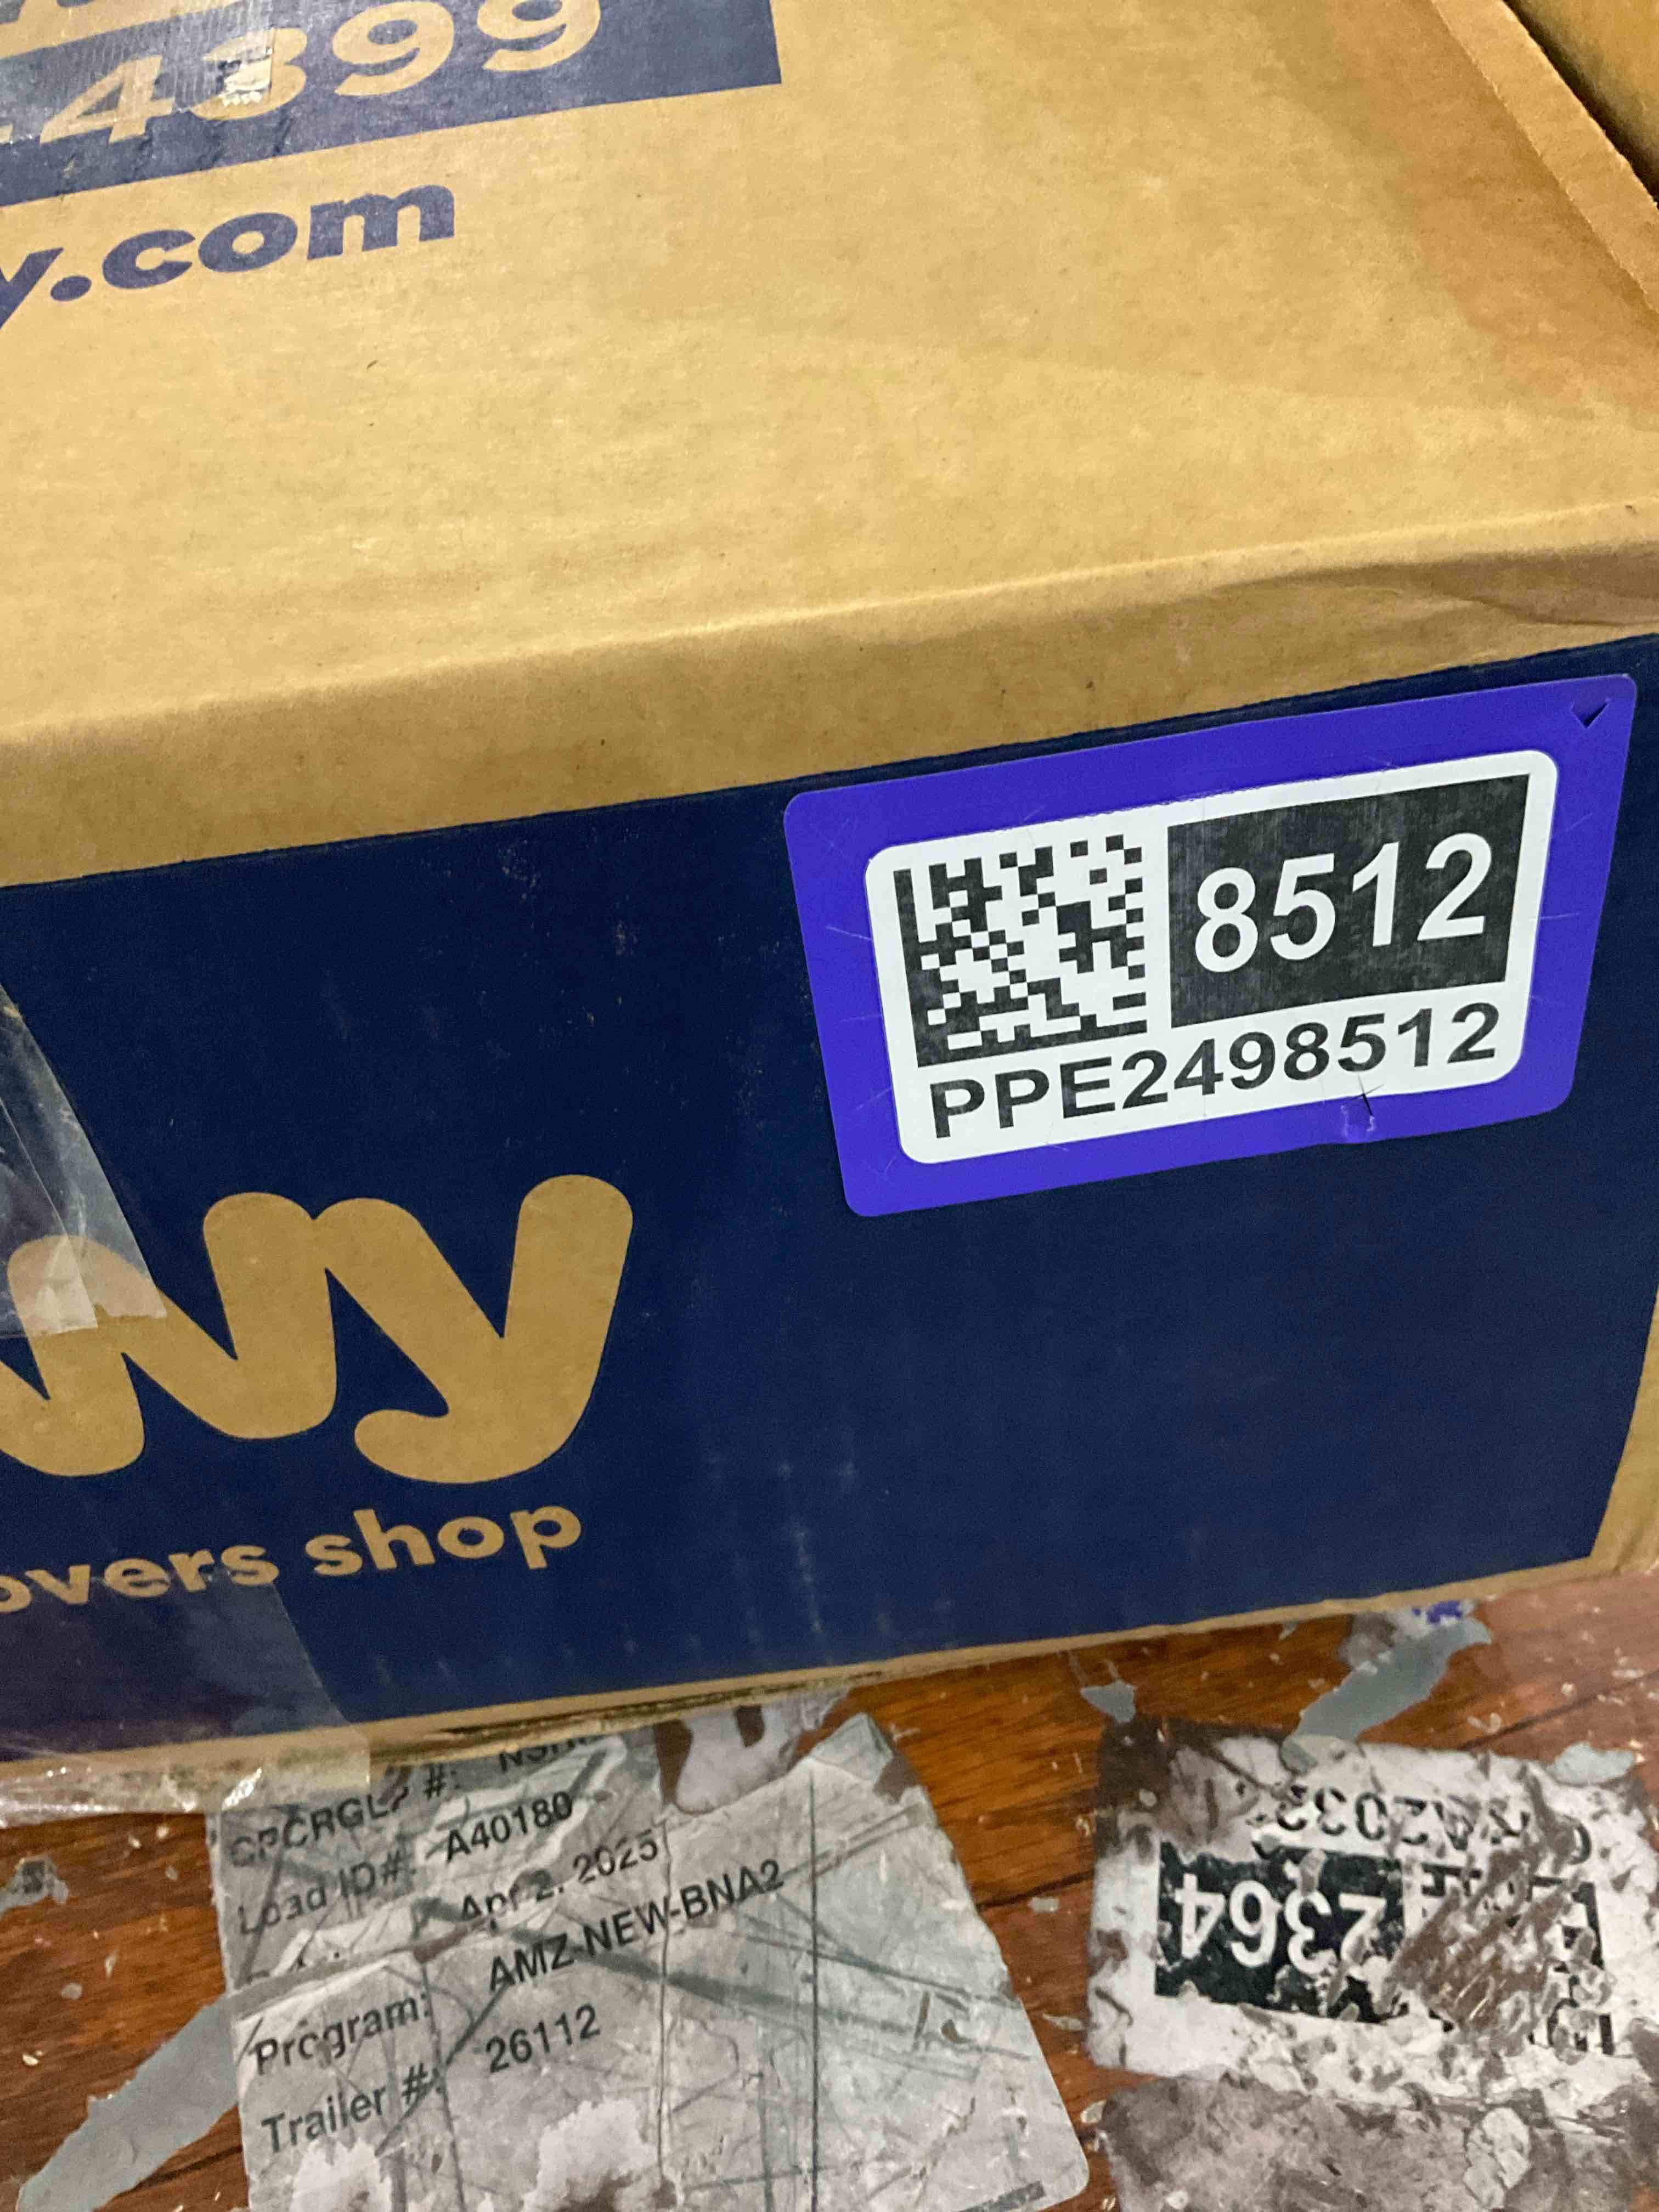 .4399
y.com
8512
PPE2498512
wy
overs shop
CPCRGLP #:
Load ID#: A40180
Apr 2, 2025
Program: AMZ-NEW-BNA2
Trailer #: 26112
2364